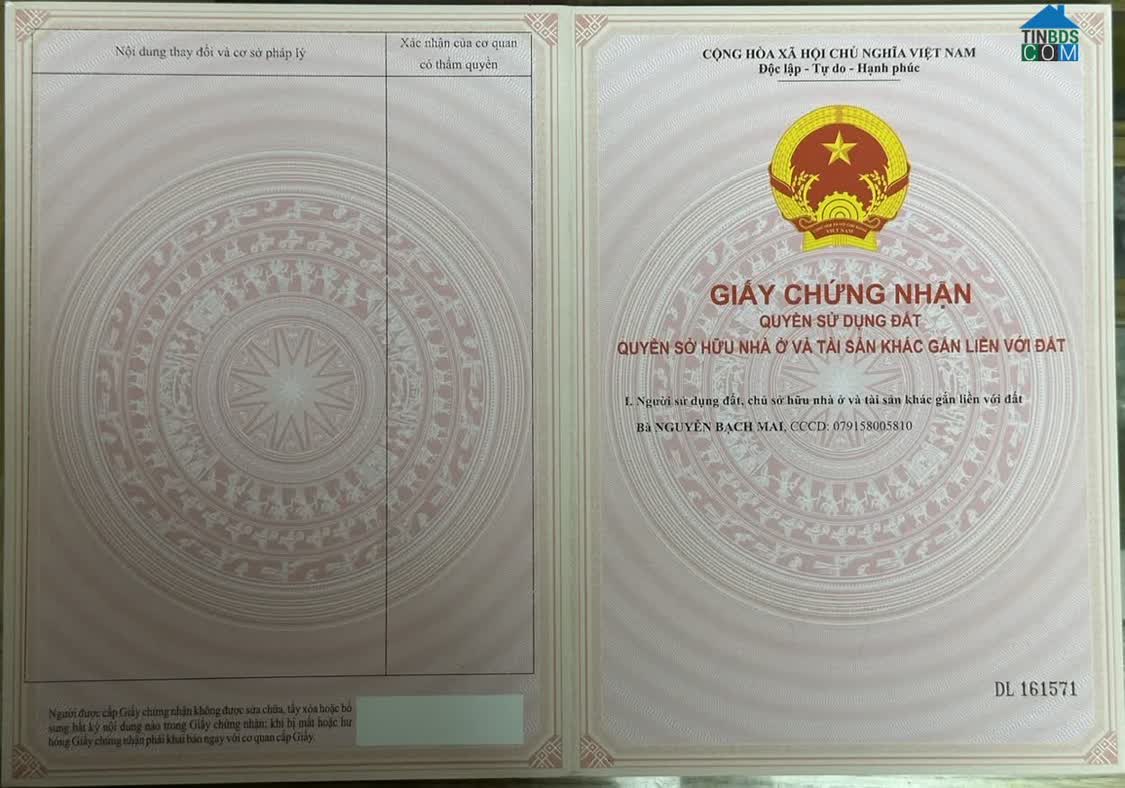 Nội dung thay đổi và cơ sở pháp lý
Xác nhận của cơ quan
có thẩm quyền
Người được cấp Giấy chứng nhận không được sửa chữa, tẩy xóa hoặc bổ
sung bất kỳ nội dung nào trong Giấy chứng nhận; khi bị mất hoặc hư
hỏng Giấy chứng nhận phải khai báo ngay với cơ quan cấp Giấy.
TINBDS
COM
CỘNG HÒA XÃ HỘI CHỦ NGHĨA VIỆT NAM
Độc lập - Tự do - Hạnh phúc
VIỆT NAM
GIẤY CHỨNG NHẬN
QUYỀN SỬ DỤNG ĐẤT
QUYỀN SỞ HỮU NHÀ Ở VÀ TÀI SẢN KHÁC GẮN LIỀN VỚI ĐẤT
I. Người sử dụng đất, chủ sở hữu nhà ở và tài sản khác gắn liền với đất
Bà NGUYỄN BẠCH MAI, CCCD: 079158005810
DL 161571